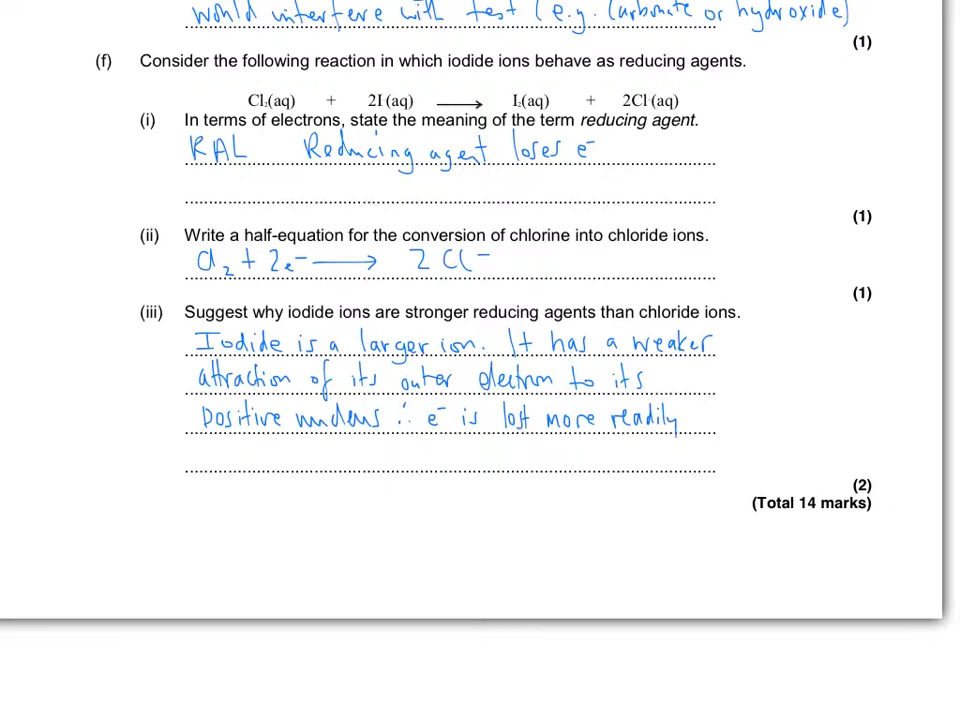 would interfere with test (e.g. carbonate or hydroxide)
(1)
(f) Consider the following reaction in which iodide ions behave as reducing agents.
Cl₂(aq) + 2I⁻(aq) ⟶ I₂(aq) + 2Cl⁻(aq)
(i) In terms of electrons, state the meaning of the term reducing agent.
RAL Reducing agent loses e⁻
(1)
(ii) Write a half-equation for the conversion of chlorine into chloride ions.
Cl₂ + 2e⁻ ⟶ 2Cl⁻
(1)
(iii) Suggest why iodide ions are stronger reducing agents than chloride ions.
Iodide is a larger ion. It has a weaker
attraction of its outer electron to its
positive nucleus ∴ e⁻ is lost more readily
(2)
(Total 14 marks)